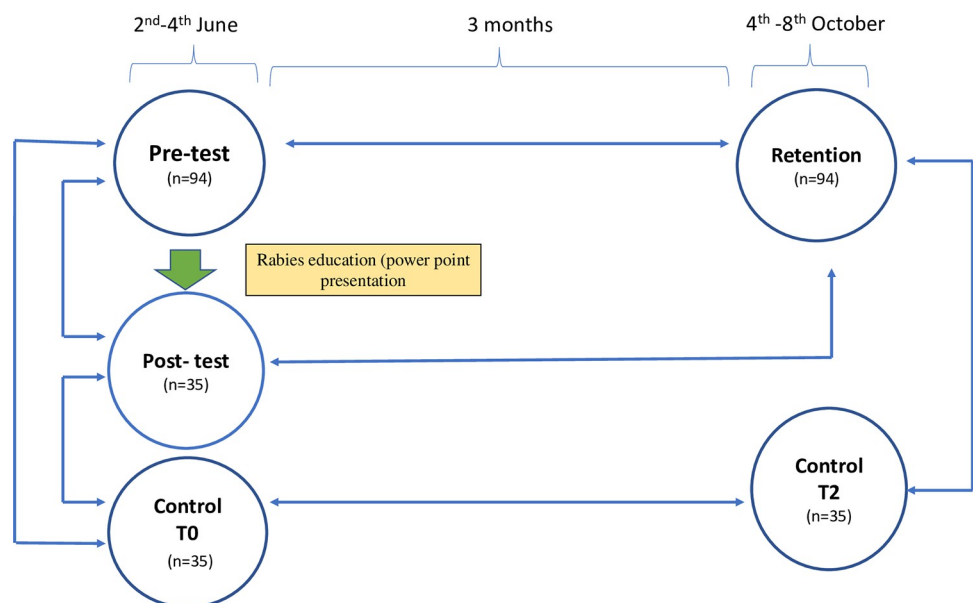 2nd-4th June
3 months
4th -8th October
Pre-test
(n=94)
Retention
(n=94)
Rabies education (power point
presentation
Post- test
(n=35)
Control
T0
(n=35)
Control
T2
(n=35)